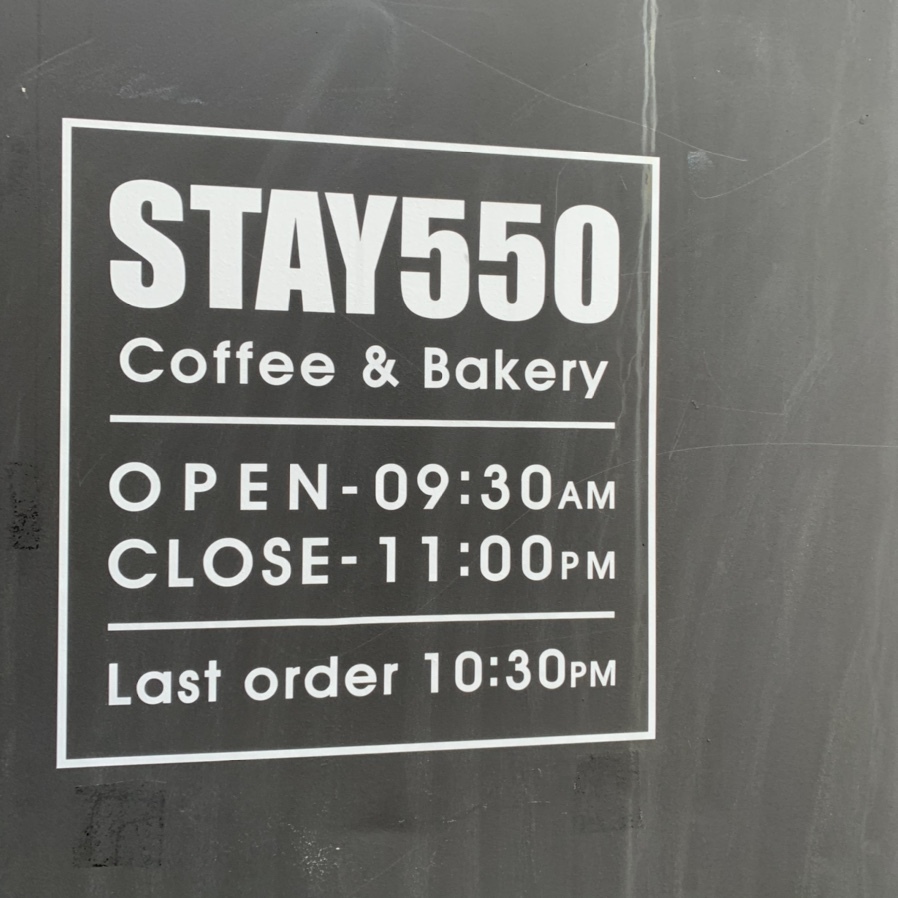 STAY550
Coffee & Bakery
OPEN-09:30AM
CLOSE-11:00PM
Last order 10:30PM